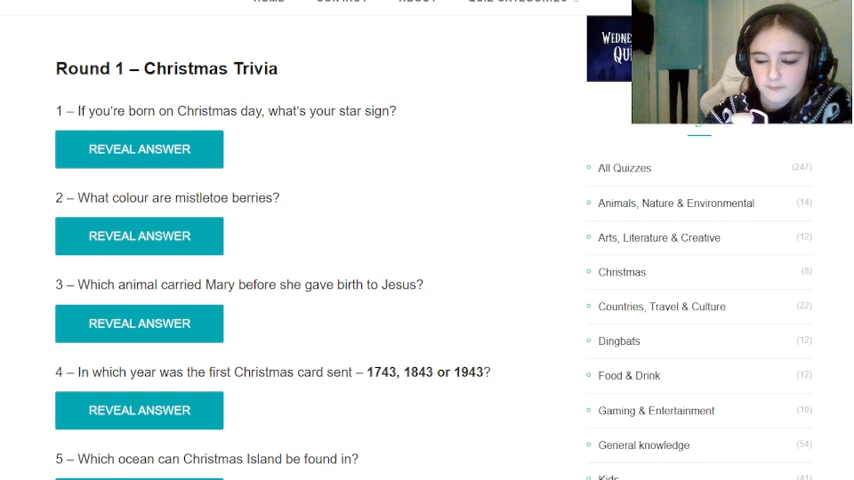 Round 1 – Christmas Trivia
1 – If you're born on Christmas day, what's your star sign?
REVEAL ANSWER
2 – What colour are mistletoe berries?
REVEAL ANSWER
3 – Which animal carried Mary before she gave birth to Jesus?
REVEAL ANSWER
4 – In which year was the first Christmas card sent – 1743, 1843 or 1943?
REVEAL ANSWER
5 – Which ocean can Christmas Island be found in?
All Quizzes (247)
Animals, Nature & Environmental (14)
Arts, Literature & Creative (12)
Christmas (8)
Countries, Travel & Culture (22)
Dingbats (12)
Food & Drink (12)
Gaming & Entertainment (10)
General knowledge (54)
Kids (41)